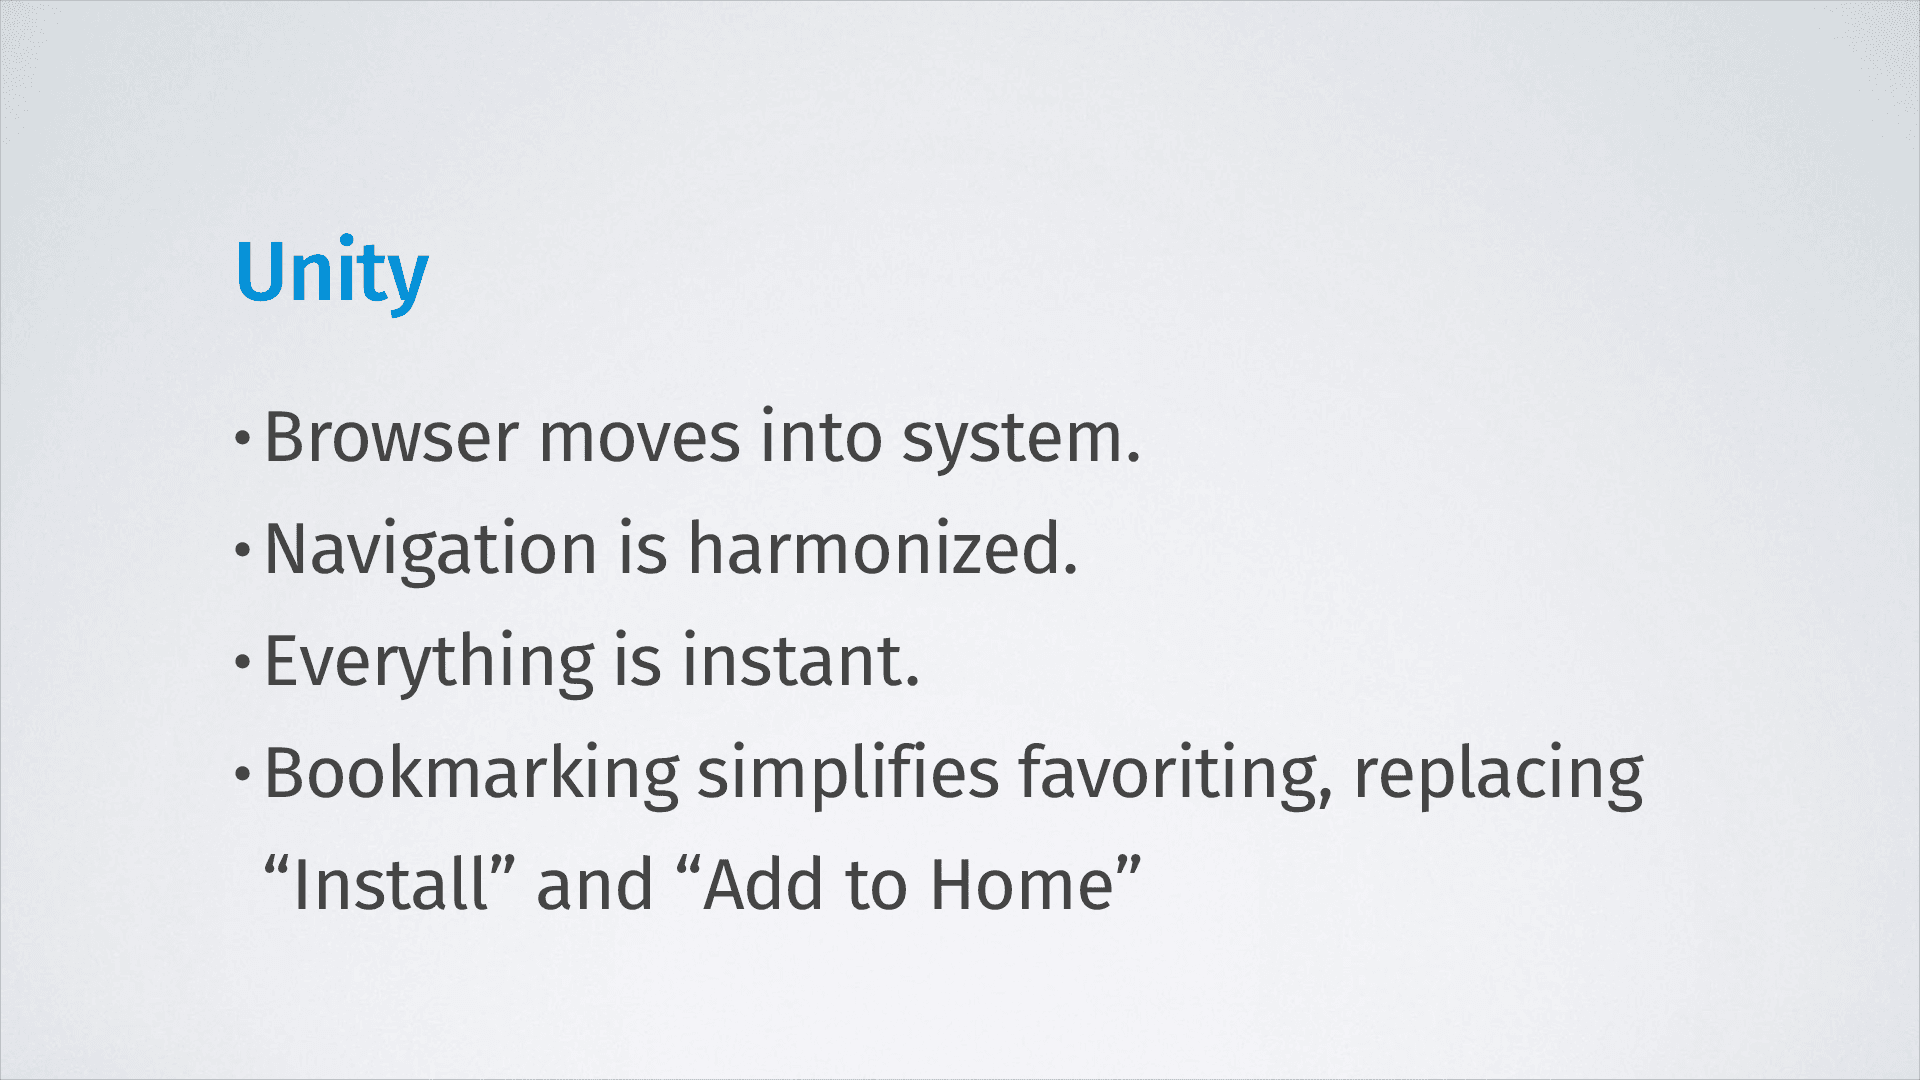 Unity
• Browser moves into system.
• Navigation is harmonized.
• Everything is instant.
• Bookmarking simplifies favoriting, replacing
“Install” and “Add to Home”